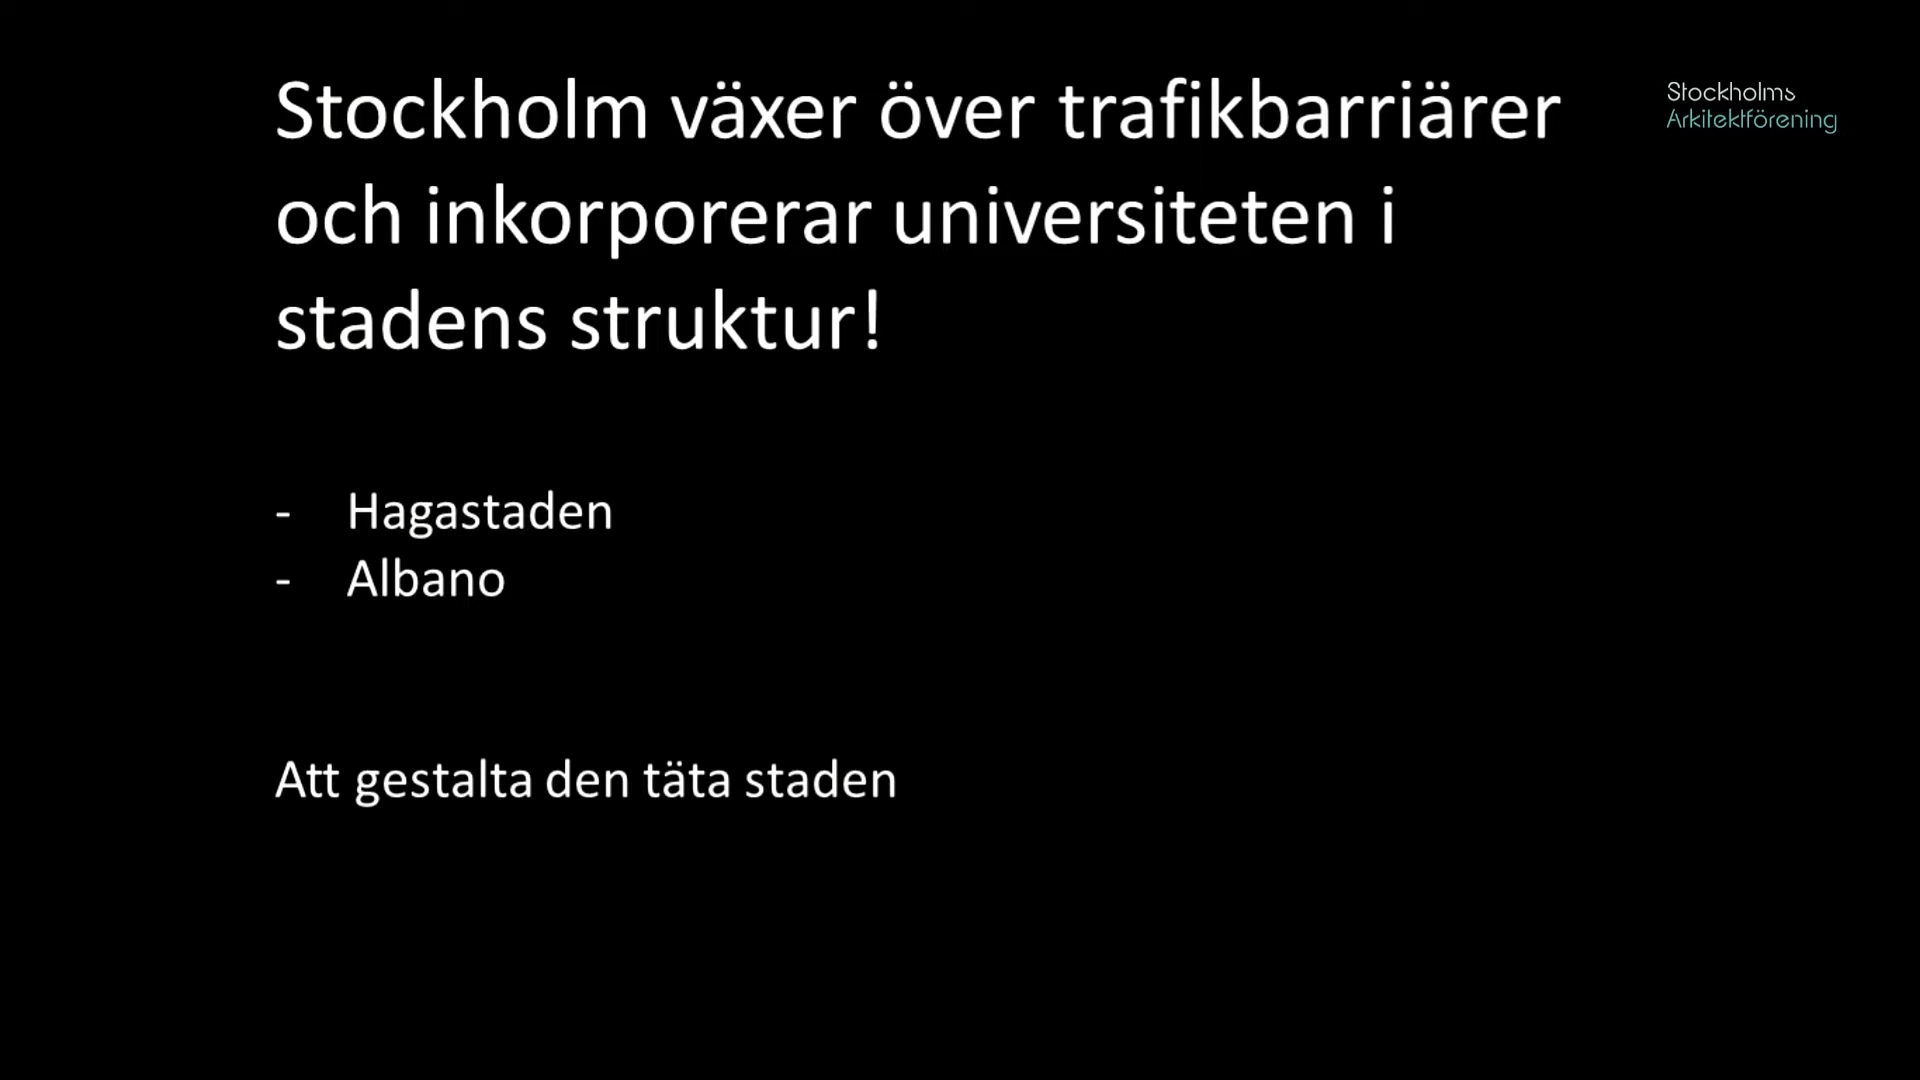 Stockholm växer över trafikbarriärer
och inkorporerar universiteten i
stadens struktur!
Stockholms
Arkitektförening
- Hagastaden
- Albano
Att gestalta den täta staden